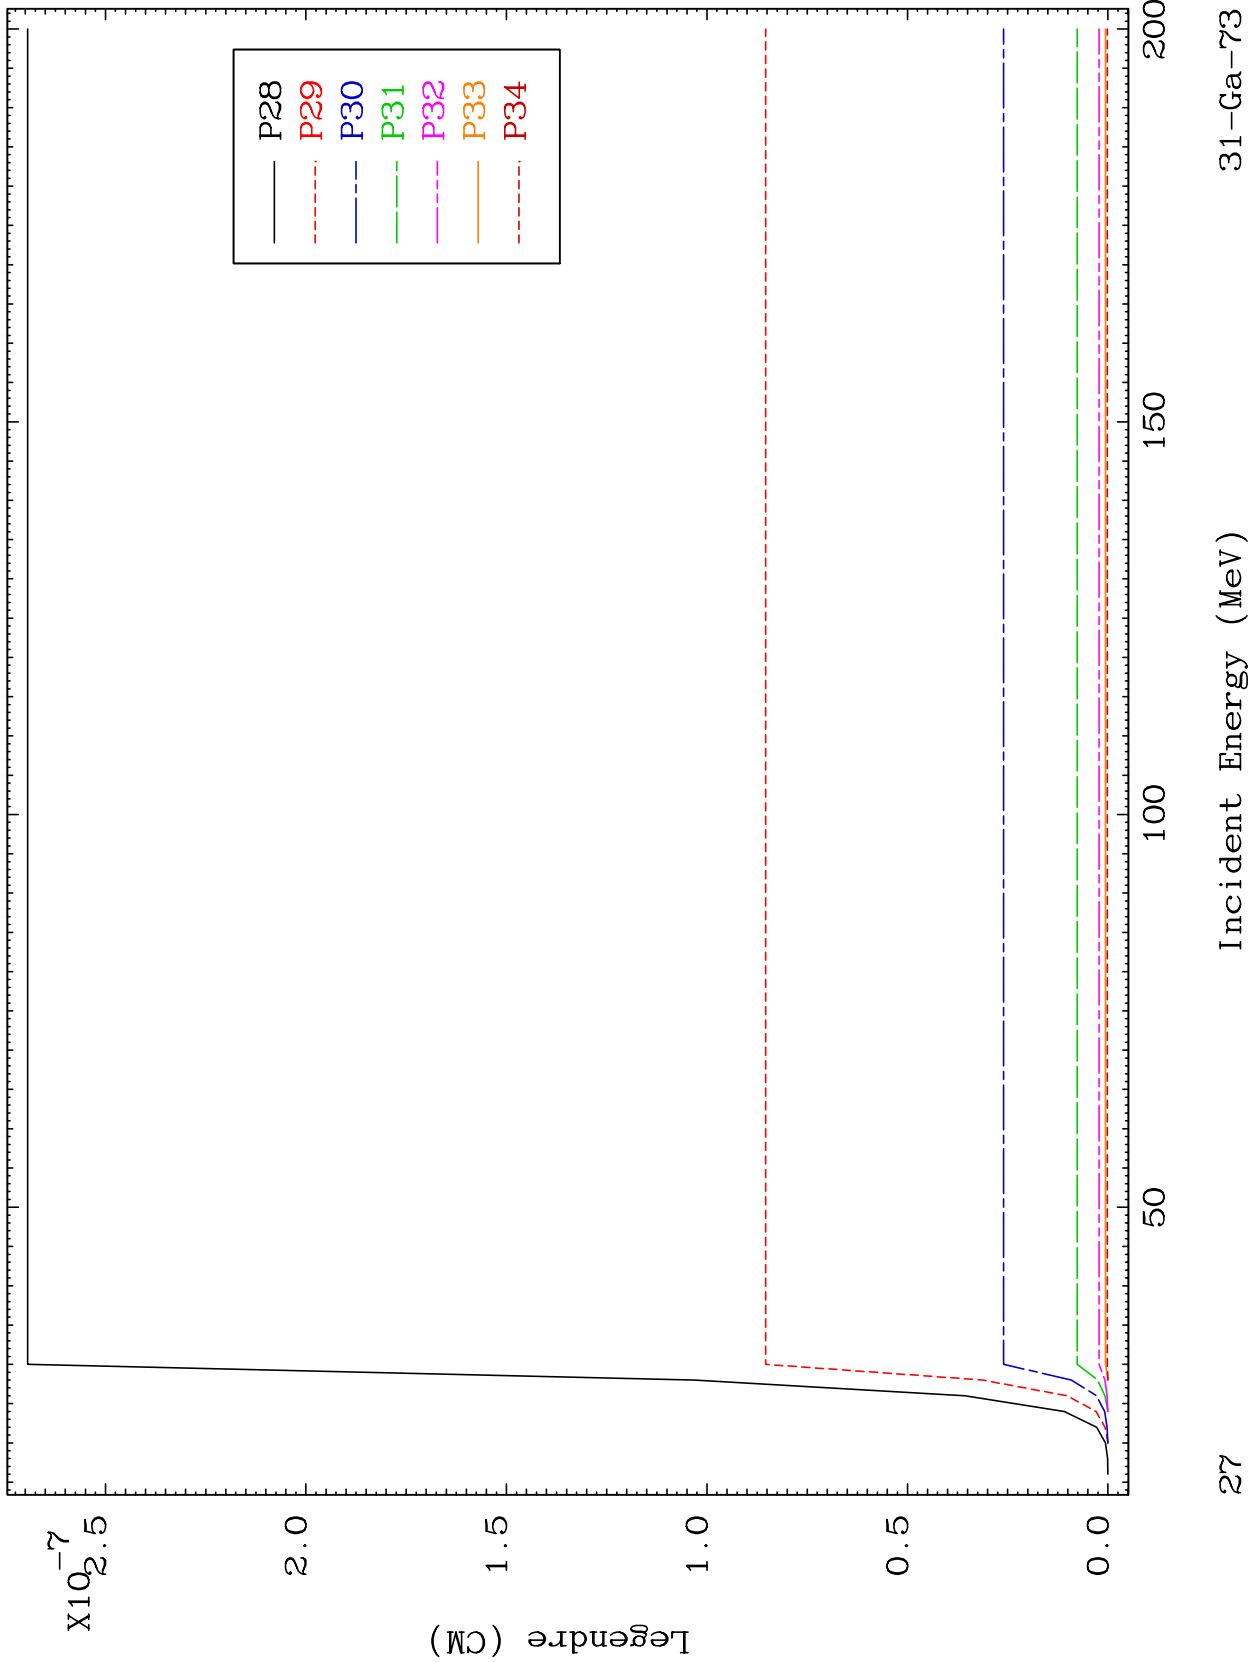 X10⁻⁷
2.5
2.0
1.5
1.0
0.5
0.0
Legendre (CM)
P28
P29
P30
P31
P32
P33
P34
50
100
150
200
Incident Energy (MeV)
27
31-Ga-73